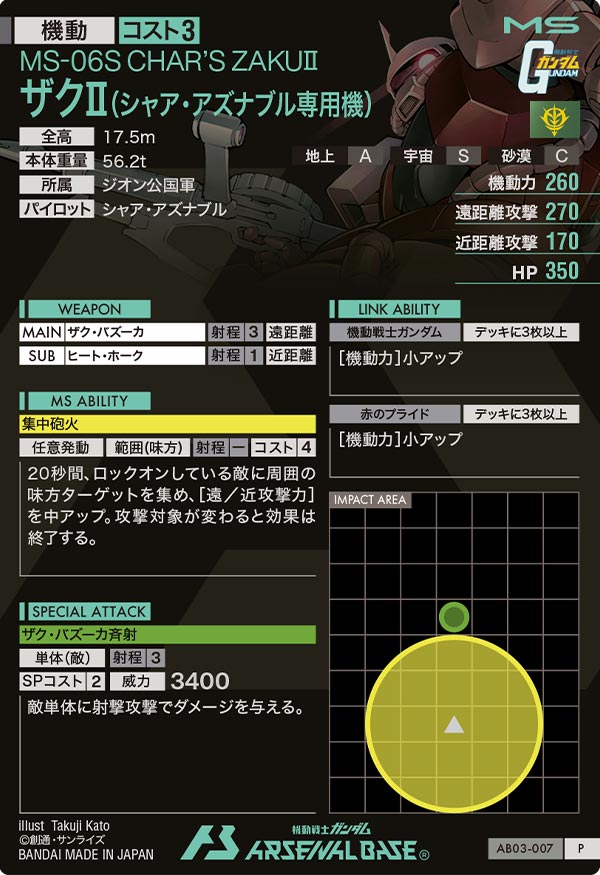 機動 コスト3 MS
MS-06S CHAR'S ZAKUⅡ
機動戦士ガンダム
GUNDAM
ザクⅡ(シャア・アズナブル専用機)
全高 17.5m
本体重量 56.2t
所属 ジオン公国軍
パイロット シャア・アズナブル
地上 A 宇宙 S 砂漠 C
機動力 260
遠距離攻撃 270
近距離攻撃 170
HP 350
WEAPON
MAIN ザク・バズーカ 射程 3 遠距離
SUB ヒート・ホーク 射程 1 近距離
MS ABILITY
集中砲火
任意発動 範囲(味方) 射程 ー コスト 4
20秒間、ロックオンしている敵に周囲の
味方ターゲットを集め、[遠/近攻撃力]
を中アップ。攻撃対象が変わると効果は
終了する。
SPECIAL ATTACK
ザク・バズーカ斉射
単体(敵) 射程 3
SPコスト 2 威力 3400
敵単体に射撃攻撃でダメージを与える。
LINK ABILITY
機動戦士ガンダム デッキに3枚以上
[機動力]小アップ
赤のプライド デッキに3枚以上
[機動力]小アップ
IMPACT AREA
illust Takuji Kato
©創通・サンライズ
BANDAI MADE IN JAPAN
機動戦士ガンダム
ARSENAL BASE®
AB03-007 P